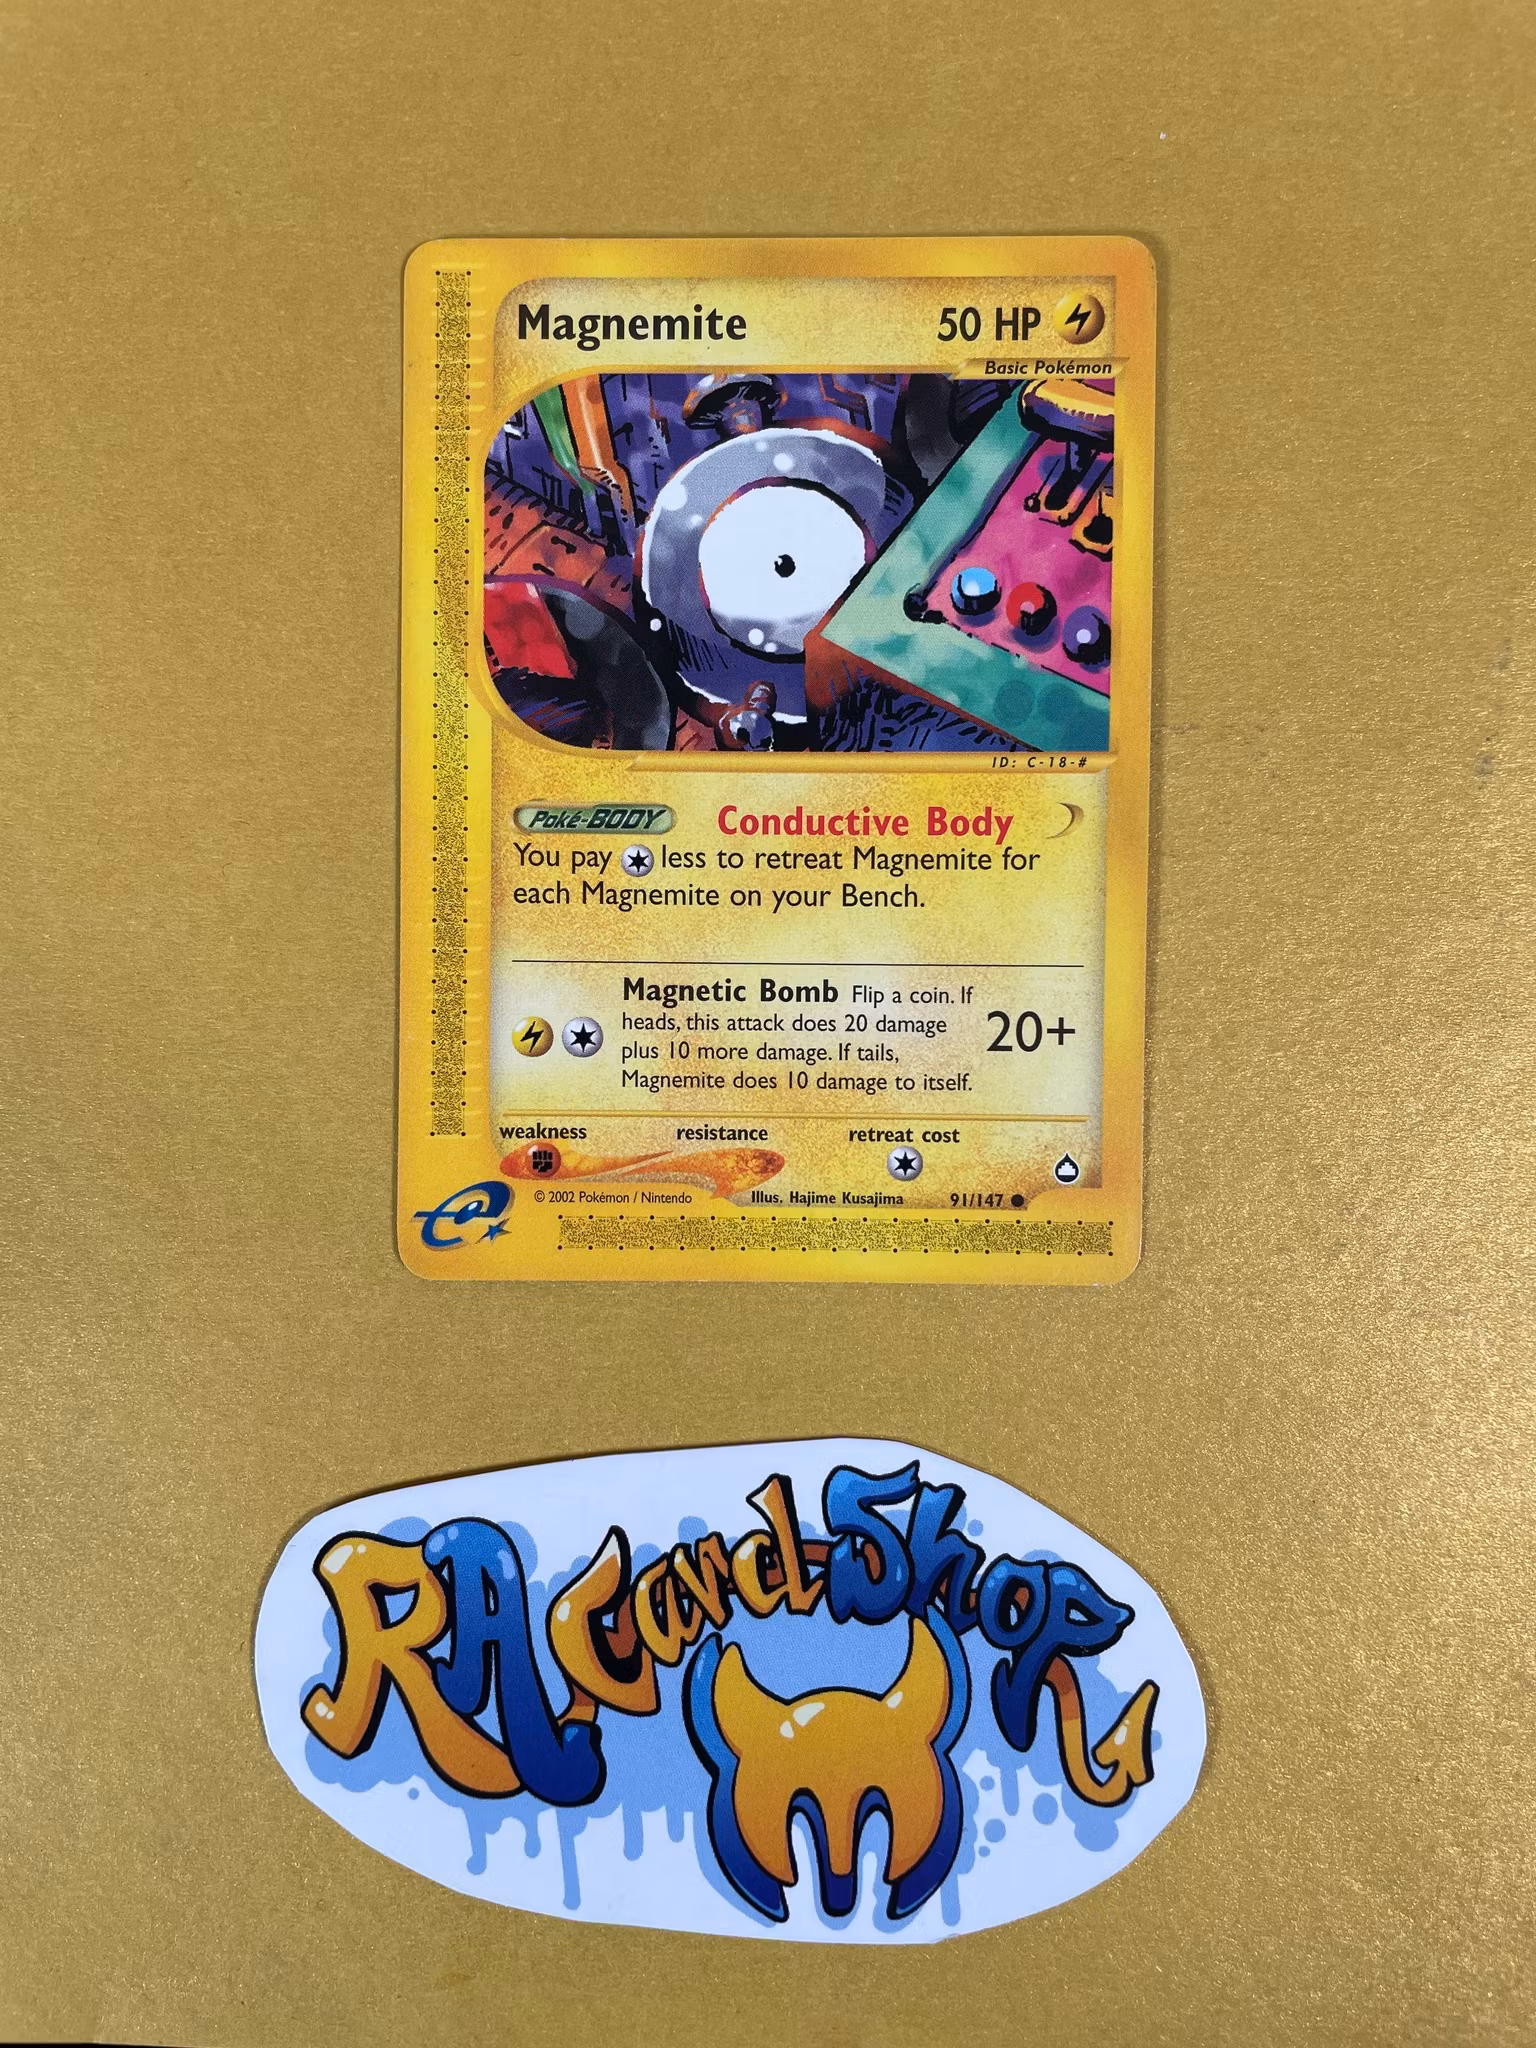 Magnemite 50 HP
Basic Pokémon
ID: C-18-#
Poké-BODY Conductive Body
You pay less to retreat Magnemite for
each Magnemite on your Bench.
Magnetic Bomb Flip a coin. If
heads, this attack does 20 damage
plus 10 more damage. If tails,
Magnemite does 10 damage to itself.
20+
weakness resistance retreat cost
© 2002 Pokémon / Nintendo Illus. Hajime Kusajima 91/147
e
RA Card Shop